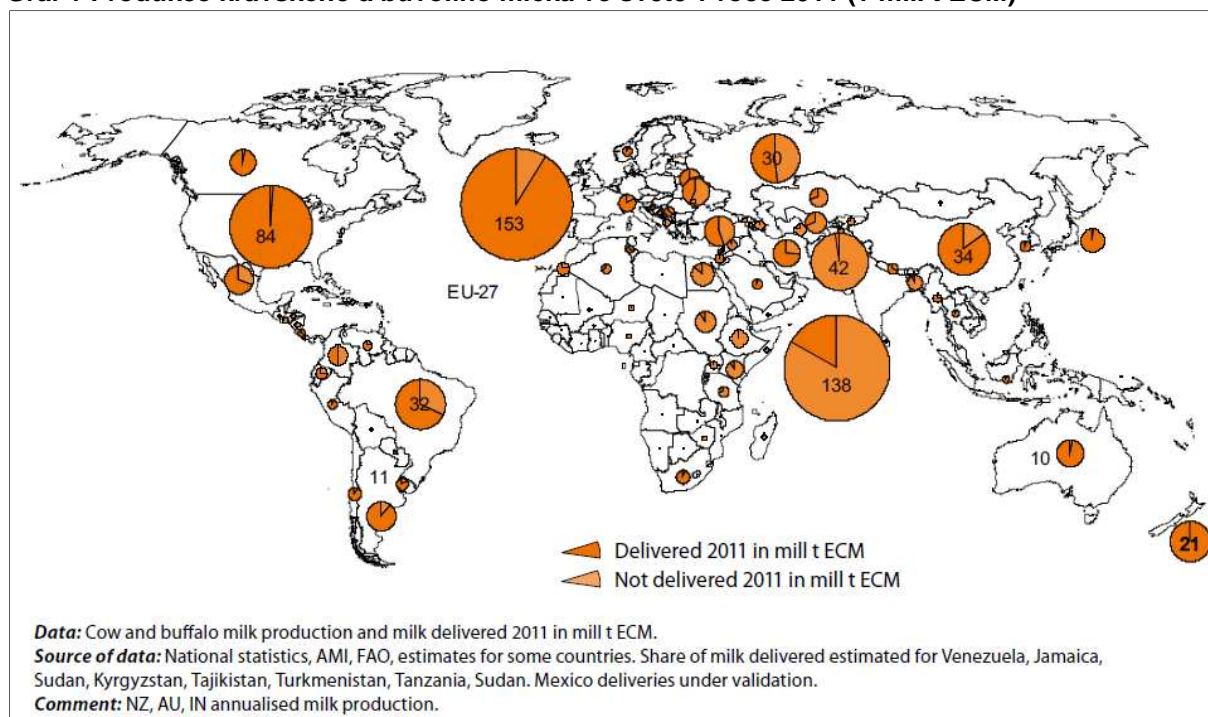 30
153
84
42
34
EU-27
138
32
11
10
21
Delivered 2011 in mill t ECM
Not delivered 2011 in mill t ECM
Data: Cow and buffalo milk production and milk delivered 2011 in mill t ECM.
Source of data: National statistics, AMI, FAO, estimates for some countries. Share of milk delivered estimated for Venezuela, Jamaica,
Sudan, Kyrgyzstan, Tajikistan, Turkmenistan, Tanzania, Sudan. Mexico deliveries under validation.
Comment: NZ, AU, IN annualised milk production.